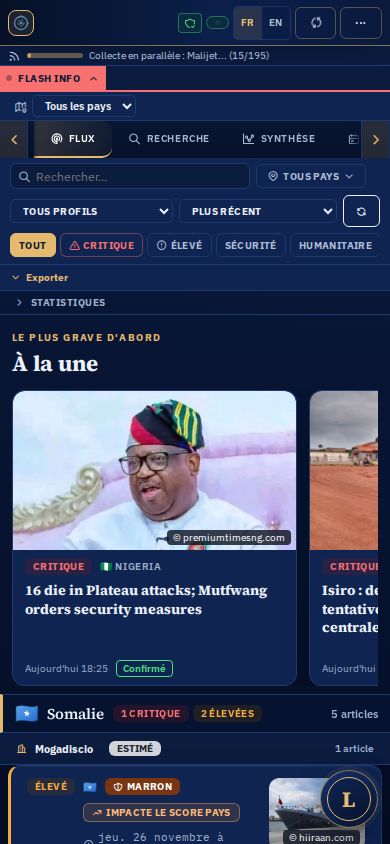 FR EN
Collecte en parallèle : Malijet... (15/195)
FLASH INFO
Tous les pays
FLUX RECHERCHE SYNTHÈSE
Rechercher... TOUS PAYS
TOUS PROFILS PLUS RÉCENT
TOUT CRITIQUE ÉLEVÉ SÉCURITÉ HUMANITAIRE
Exporter
STATISTIQUES
LE PLUS GRAVE D'ABORD
À la une
© premiumtimesng.com
CRITIQUE NIGERIA
16 die in Plateau attacks; Mutfwang
orders security measures
Aujourd'hui 18:25 Confirmé
CRITIQUE
Isiro : de
tentative
centrale
Aujourd'hui
Somalie 1 CRITIQUE 2 ÉLEVÉES 5 articles
Mogadiscio ESTIMÉ 1 article
ÉLEVÉ MARRON
IMPACTE LE SCORE PAYS
jeu. 26 novembre à
© hiiraan.com
L